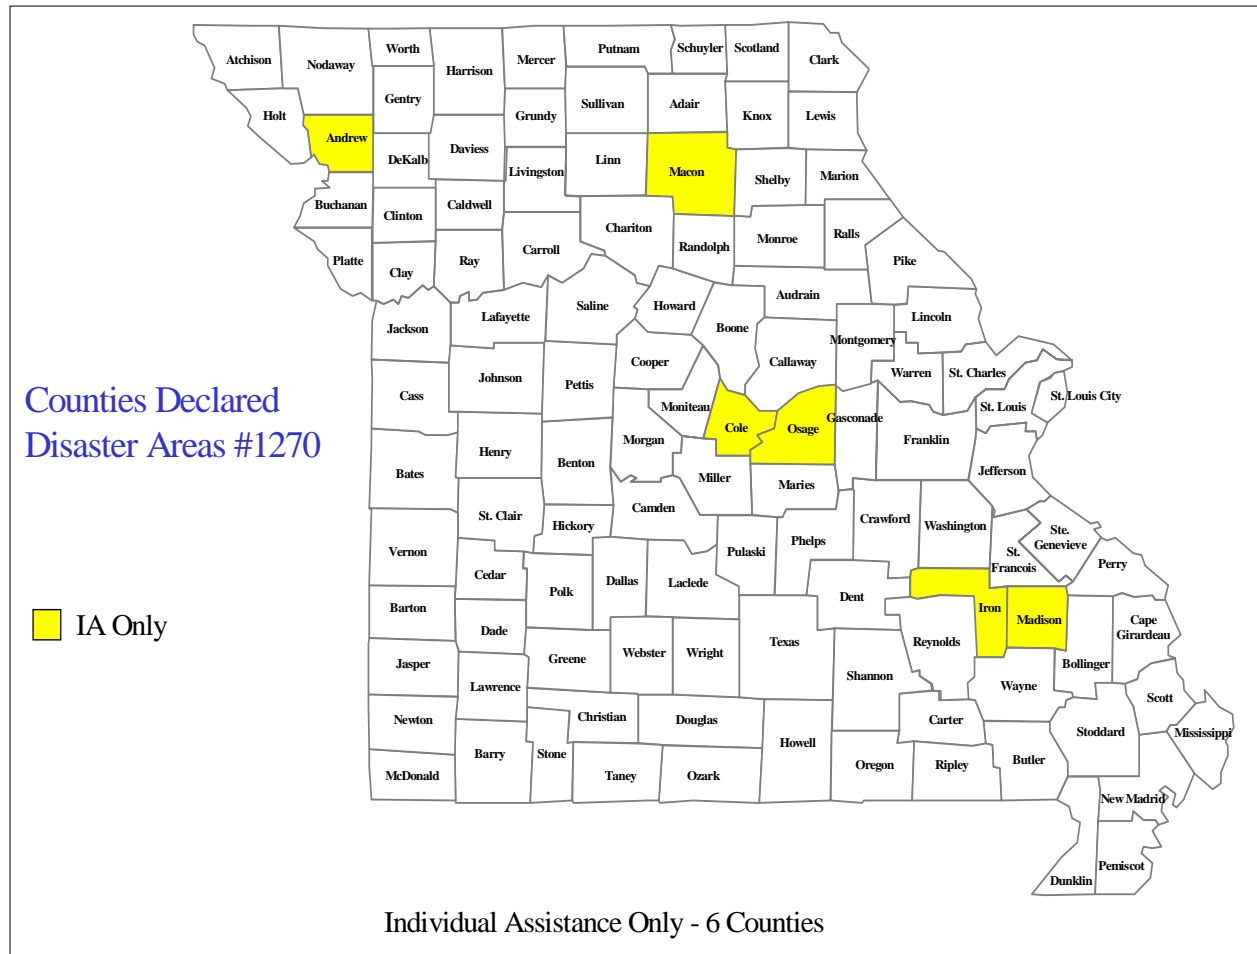 Worth
Putnam
Schuyler
Scotland
Atchison
Nodaway
Harrison
Mercer
Clark
Gentry
Sullivan
Adair
Holt
Grundy
Knox
Lewis
Andrew
Daviess
DeKalb
Linn
Livingston
Macon
Shelby
Marion
Buchanan
Clinton
Caldwell
Chariton
Randolph
Monroe
Ralls
Platte
Clay
Ray
Carroll
Pike
Saline
Howard
Audrain
Jackson
Lafayette
Boone
Lincoln
Montgomery
Cooper
Callaway
Johnson
Pettis
Warren
St. Charles
Cass
Moniteau
St. Louis
St. Louis City
Counties Declared
Disaster Areas #1270
Cole
Osage
Gasconade
Morgan
Franklin
Henry
Benton
Bates
Miller
Maries
Jefferson
St. Clair
Camden
Hickory
Crawford
Washington
Vernon
Pulaski
Phelps
St.
Francois
Ste.
Genevieve
Perry
Cedar
Polk
Dallas
Laclede
Dent
Barton
Iron
Madison
Cape
Girardeau
IA Only
Dade
Texas
Reynolds
Greene
Webster
Wright
Jasper
Bollinger
Shannon
Lawrence
Wayne
Scott
Newton
Christian
Douglas
Carter
Stoddard
Mississippi
Howell
Barry
Stone
McDonald
Taney
Ozark
Oregon
Ripley
Butler
New Madrid
Pemiscot
Dunklin
Individual Assistance Only - 6 Counties